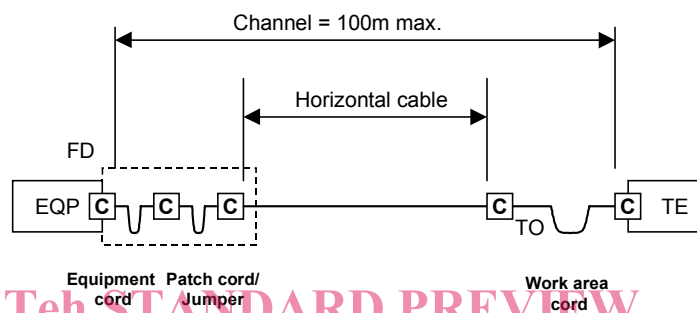 Channel = 100m max.
Horizontal cable
FD
EQP C C C C C TE
TO
Equipment cord
Patch cord/ Jumper
Work area cord
Teh STANDARD PREVIEW